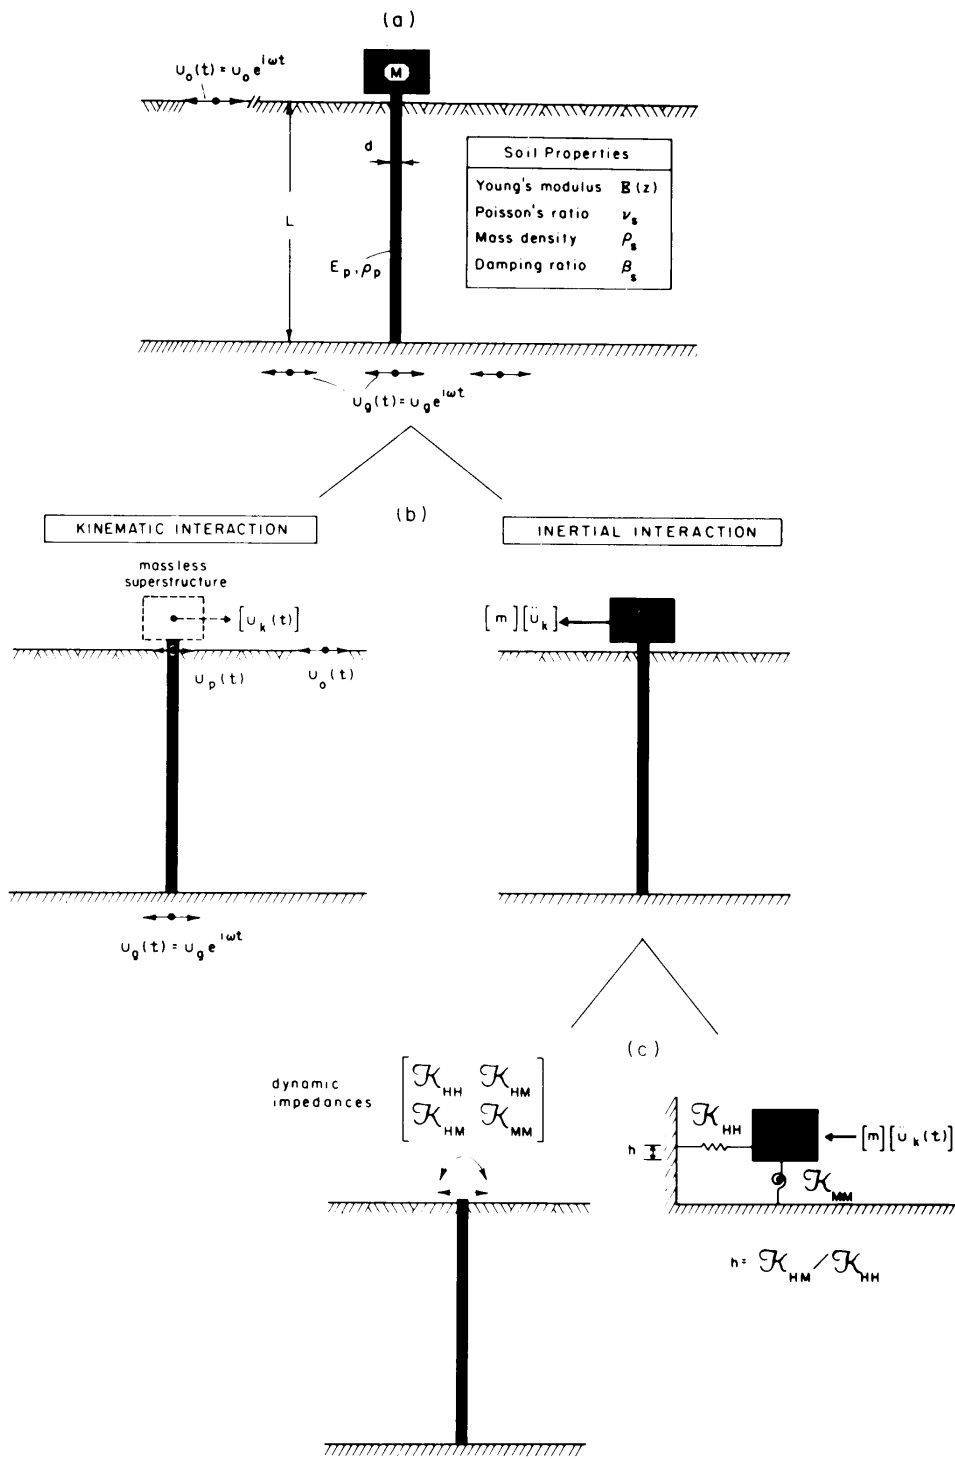 (a)
u_o(t) = u_o e^{iωt}
M
d
Soil Properties
Young's modulus E(z)
Poisson's ratio ν_s
Mass density ρ_s
Damping ratio β_s
L
E_p, ρ_p
u_g(t) = u_g e^{iωt}
(b)
KINEMATIC INTERACTION
INERTIAL INTERACTION
massless
superstructure
[u_k(t)]
[m][ü_k]
u_p(t)
u_o(t)
u_g(t) = u_g e^{iωt}
(c)
dynamic
impedances
𝒦_HH 𝒦_HM
𝒦_HM 𝒦_MM
𝒦_HH
h
[m][ü_k(t)]
𝒦_MM
h = 𝒦_HM / 𝒦_HH